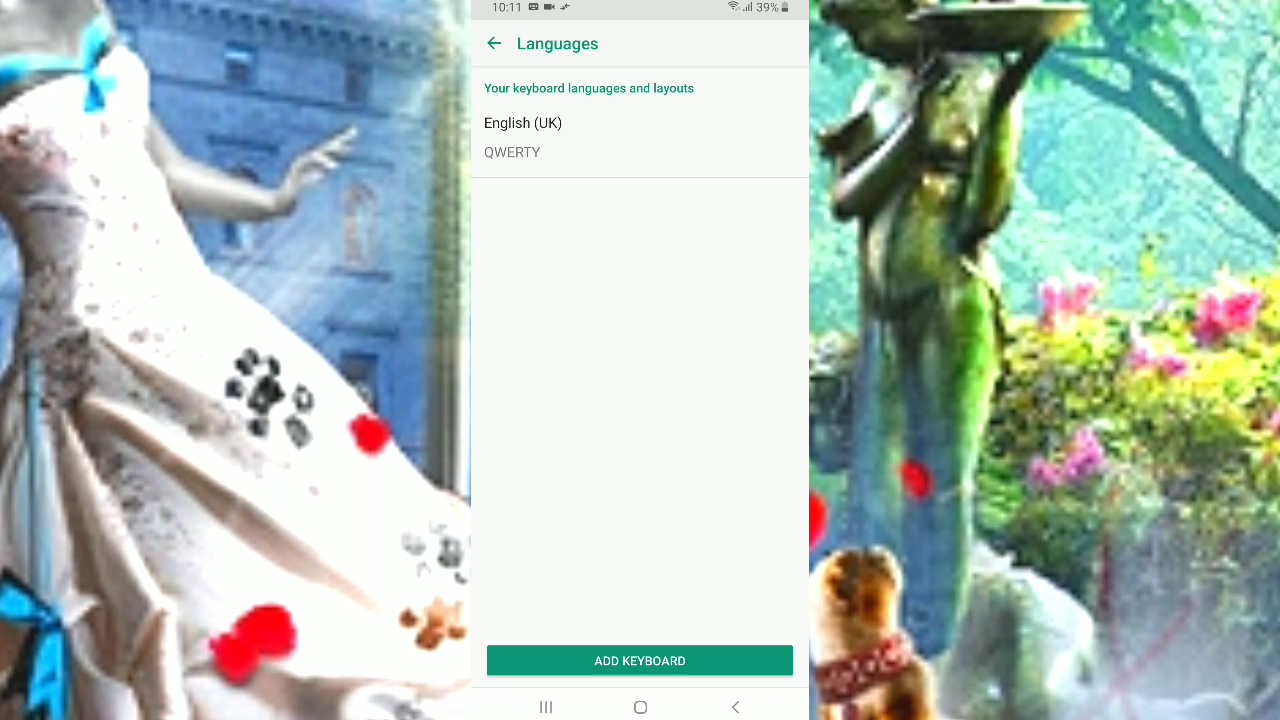 10:11 39%
Languages
Your keyboard languages and layouts
English (UK)
QWERTY
ADD KEYBOARD